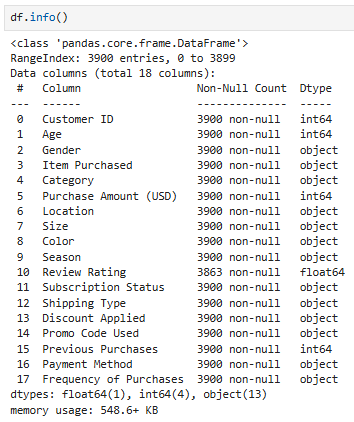 df.info()
<class 'pandas.core.frame.DataFrame'>
RangeIndex: 3900 entries, 0 to 3899
Data columns (total 18 columns):
 #   Column                  Non-Null Count  Dtype
---  ------                  --------------  -----
 0   Customer ID             3900 non-null   int64
 1   Age                     3900 non-null   int64
 2   Gender                  3900 non-null   object
 3   Item Purchased          3900 non-null   object
 4   Category                3900 non-null   object
 5   Purchase Amount (USD)   3900 non-null   int64
 6   Location                3900 non-null   object
 7   Size                    3900 non-null   object
 8   Color                   3900 non-null   object
 9   Season                  3900 non-null   object
 10  Review Rating           3863 non-null   float64
 11  Subscription Status     3900 non-null   object
 12  Shipping Type           3900 non-null   object
 13  Discount Applied        3900 non-null   object
 14  Promo Code Used         3900 non-null   object
 15  Previous Purchases      3900 non-null   int64
 16  Payment Method          3900 non-null   object
 17  Frequency of Purchases  3900 non-null   object
dtypes: float64(1), int64(4), object(13)
memory usage: 548.6+ KB